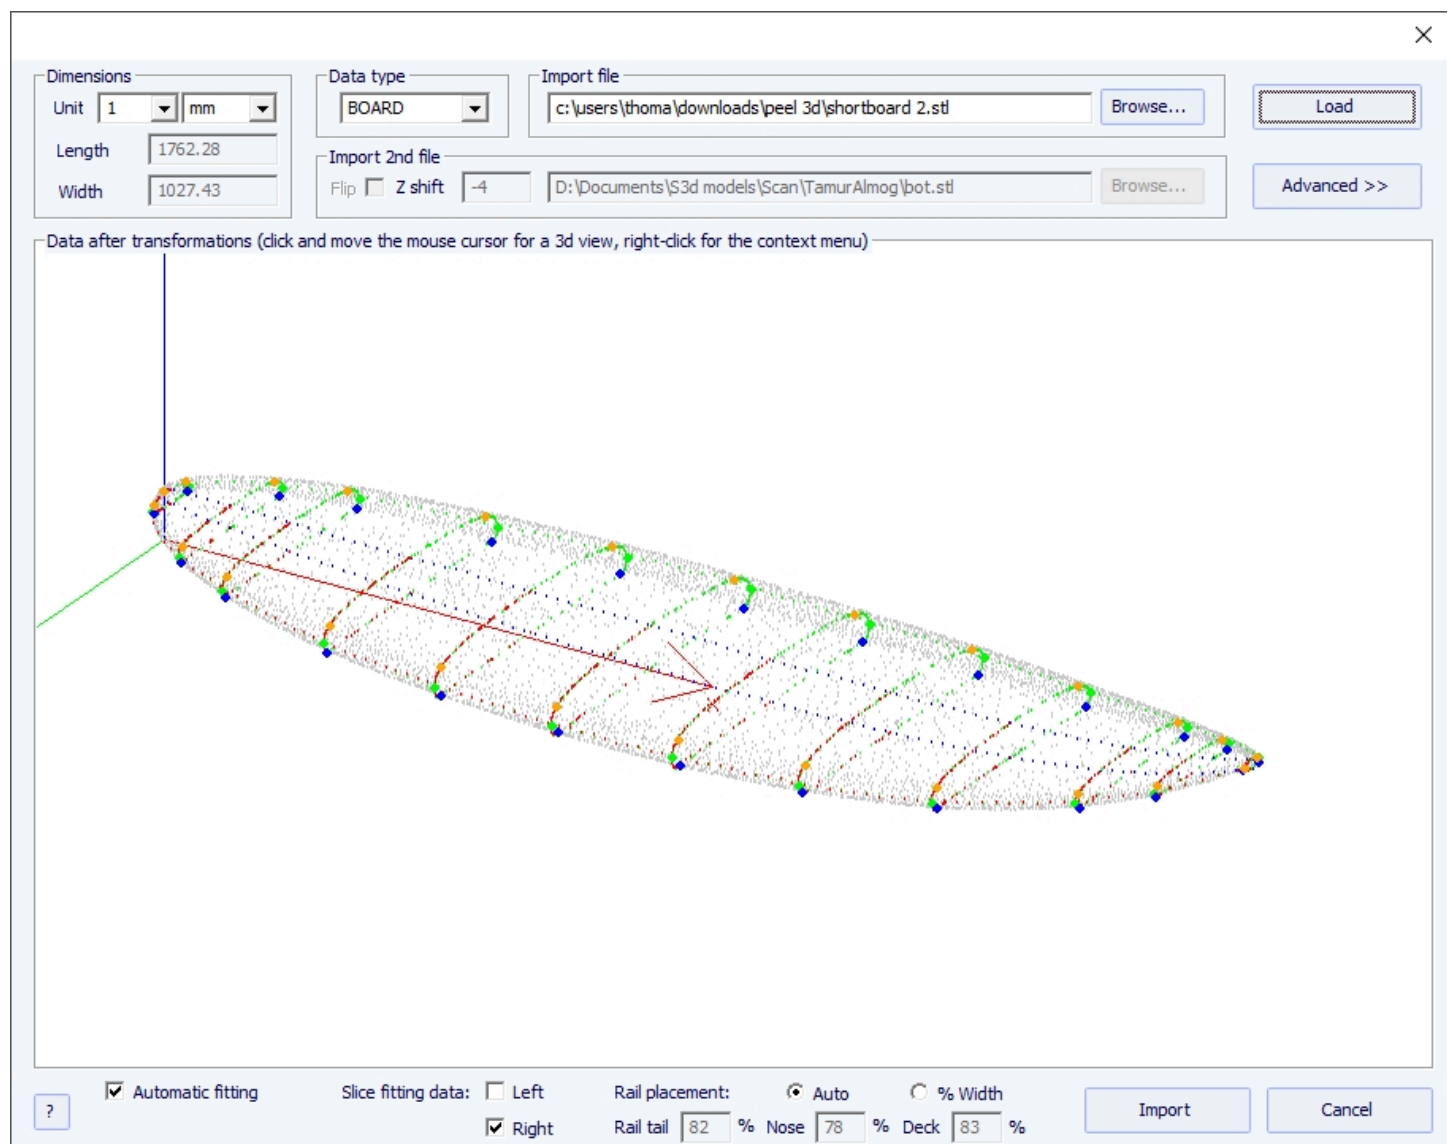 Dimensions
Unit 1 mm
Length 1762.28
Width 1027.43
Data type
BOARD
Import file
c:\users\thoma\downloads\peel 3d\shortboard 2.stl Browse...
Load
Import 2nd file
Flip Z shift -4 D:\Documents\S3d models\Scan\TamurAlmog\bot.stl Browse...
Advanced >>
Data after transformations (click and move the mouse cursor for a 3d view, right-click for the context menu)
?
Automatic fitting
Slice fitting data: Left
Right
Rail placement: Auto % Width
Rail tail 82 % Nose 78 % Deck 83 %
Import
Cancel